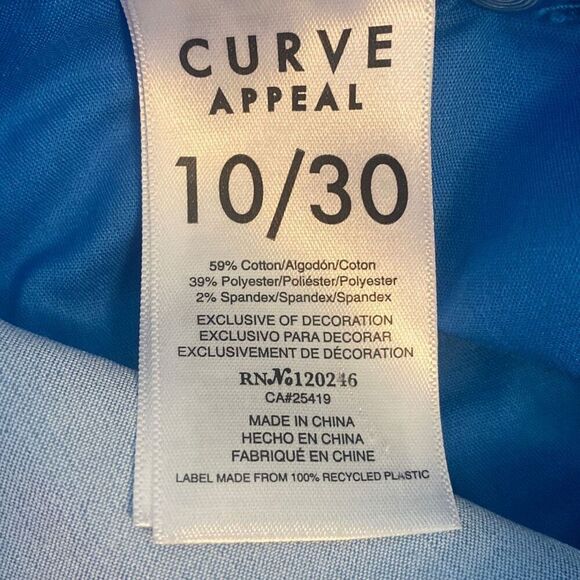 CURVE
APPEAL
10/30
59% Cotton/Algodón/Coton
39% Polyester/Poliéster/Polyester
2% Spandex/Spandex/Spandex
EXCLUSIVE OF DECORATION
EXCLUSIVO PARA DECORAR
EXCLUSIVEMENT DE DÉCORATION
RN№120246
CA#25419
MADE IN CHINA
HECHO EN CHINA
FABRIQUÉ EN CHINE
LABEL MADE FROM 100% RECYCLED PLASTIC